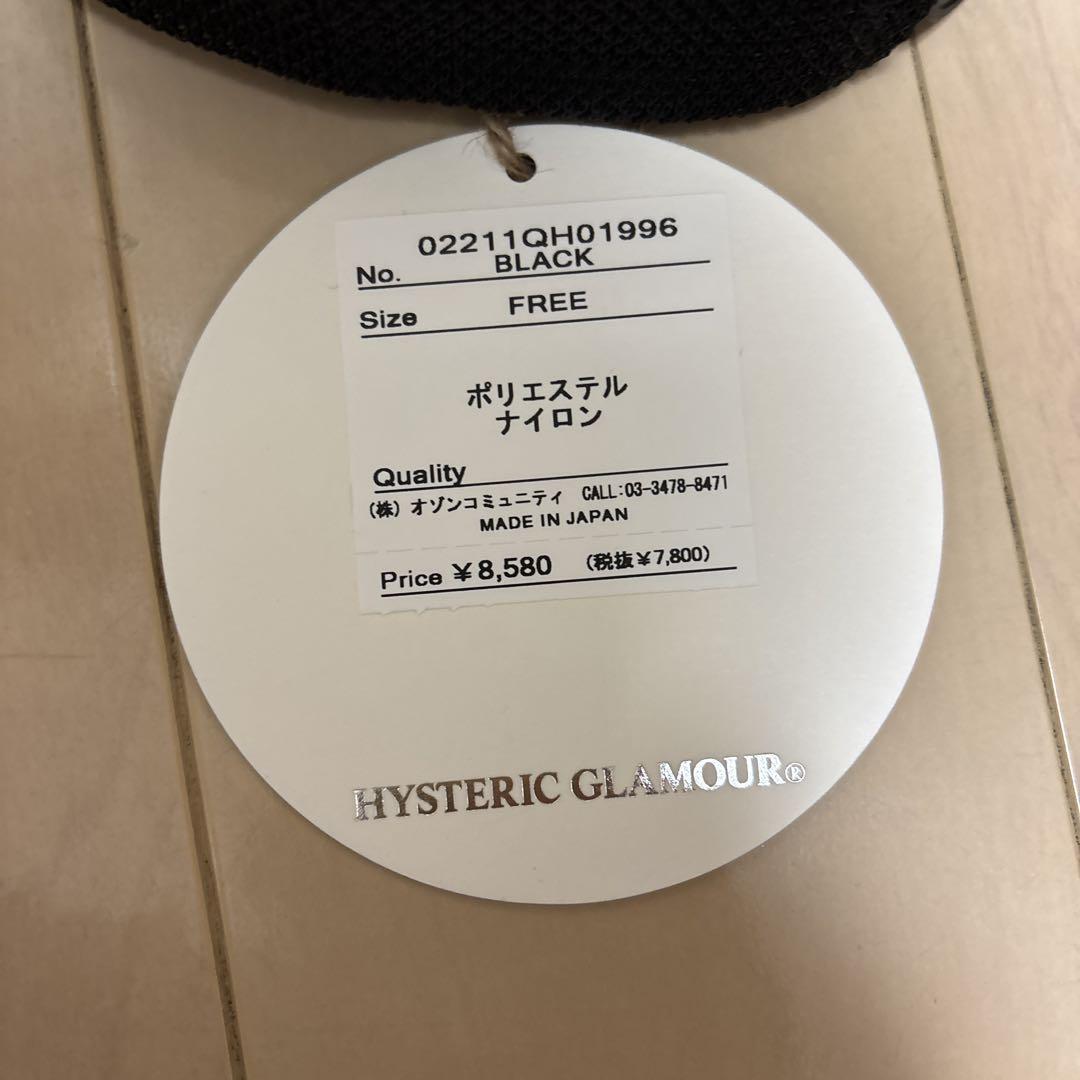 02211QH01996
No. BLACK
Size FREE
ポリエステル
ナイロン
Quality
(株) オゾンコミュニティ CALL:03-3478-8471
MADE IN JAPAN
Price ￥8,580 (税抜￥7,800)
HYSTERIC GLAMOUR®